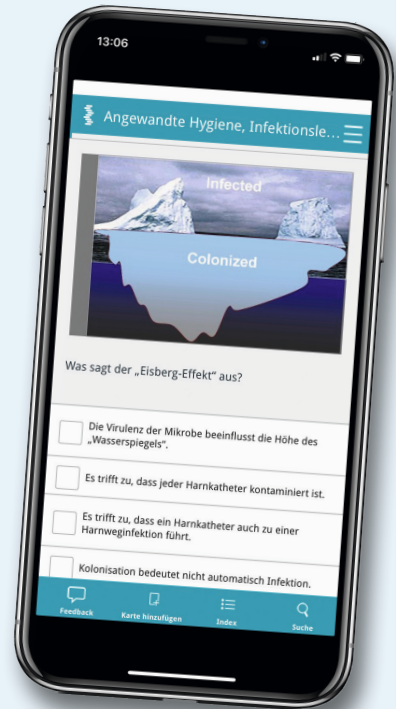 13:06
Angewandte Hygiene, Infektionsle...
Infected
Colonized
Was sagt der „Eisberg-Effekt“ aus?
Die Virulenz der Mikrobe beeinflusst die Höhe des
„Wasserspiegels“.
Es trifft zu, dass jeder Harnkatheter kontaminiert ist.
Es trifft zu, dass ein Harnkatheter auch zu einer
Harnweginfektion führt.
Kolonisation bedeutet nicht automatisch Infektion.
Feedback
Karte hinzufügen
Index
Suche